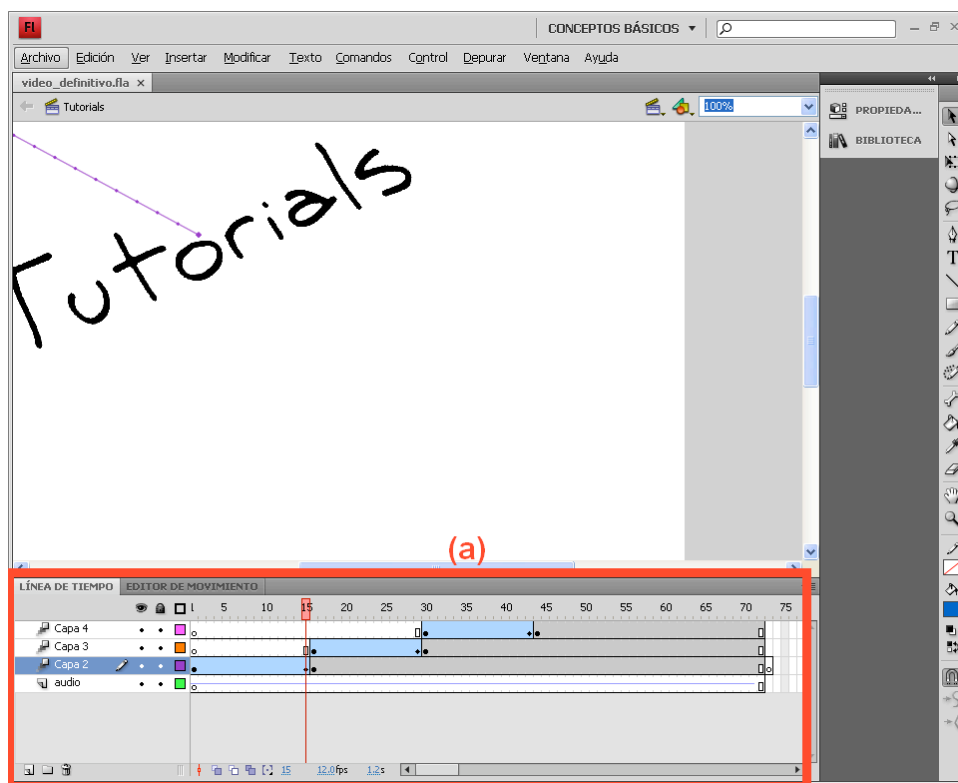 Fl
CONCEPTOS BÁSICOS
Archivo Edición Ver Insertar Modificar Texto Comandos Control Depurar Ventana Ayuda
video_definitivo.fla ×
Tutorials
100%
PROPIEDA...
BIBLIOTECA
Tutorials
(a)
LÍNEA DE TIEMPO EDITOR DE MOVIMIENTO
1 5 10 15 20 25 30 35 40 45 50 55 60 65 70 75
Capa 4
Capa 3
Capa 2
audio
15 12.0fps 1.2s